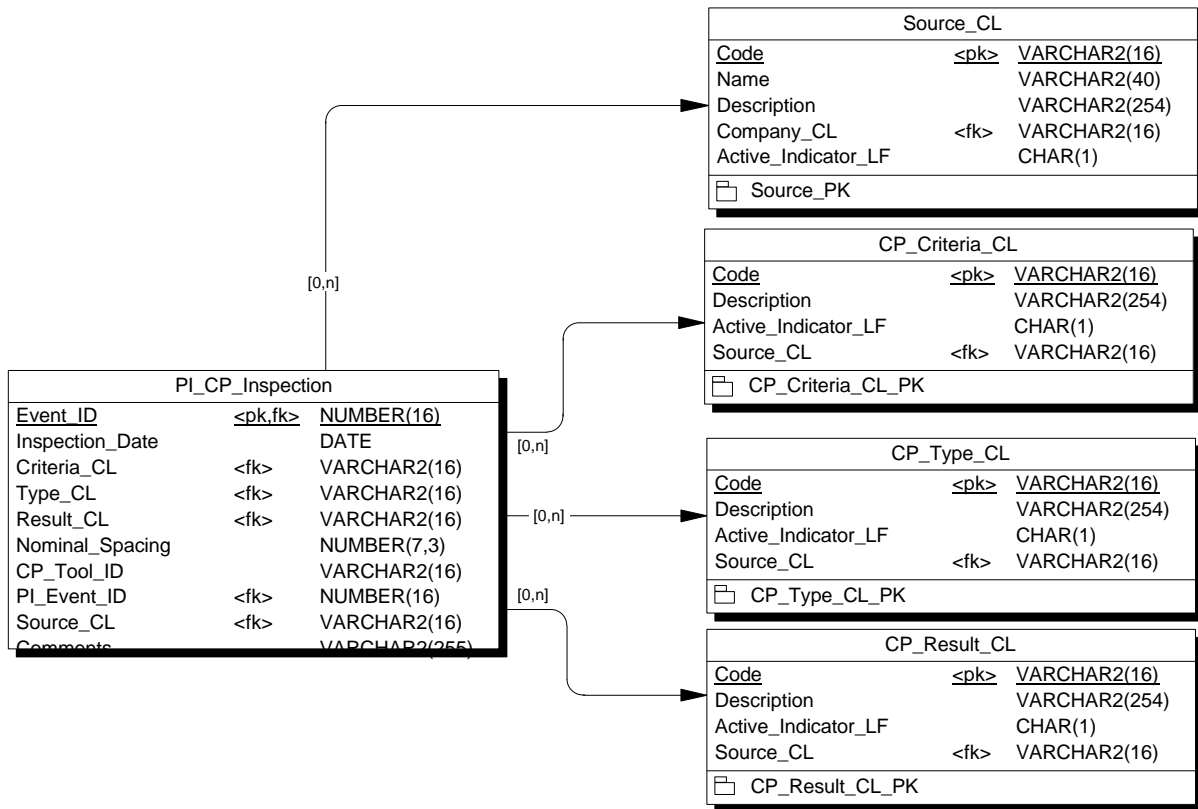 Source_CL
Code <pk> VARCHAR2(16)
Name VARCHAR2(40)
Description VARCHAR2(254)
Company_CL <fk> VARCHAR2(16)
Active_Indicator_LF CHAR(1)
Source_PK
CP_Criteria_CL
Code <pk> VARCHAR2(16)
Description VARCHAR2(254)
Active_Indicator_LF CHAR(1)
Source_CL <fk> VARCHAR2(16)
CP_Criteria_CL_PK
[0,n]
PI_CP_Inspection
Event_ID <pk,fk> NUMBER(16)
Inspection_Date DATE
Criteria_CL <fk> VARCHAR2(16)
Type_CL <fk> VARCHAR2(16)
Result_CL <fk> VARCHAR2(16)
Nominal_Spacing NUMBER(7,3)
CP_Tool_ID VARCHAR2(16)
PI_Event_ID <fk> NUMBER(16)
Source_CL <fk> VARCHAR2(16)
Comments VARCHAR2(255)
[0,n]
[0,n]
[0,n]
CP_Type_CL
Code <pk> VARCHAR2(16)
Description VARCHAR2(254)
Active_Indicator_LF CHAR(1)
Source_CL <fk> VARCHAR2(16)
CP_Type_CL_PK
CP_Result_CL
Code <pk> VARCHAR2(16)
Description VARCHAR2(254)
Active_Indicator_LF CHAR(1)
Source_CL <fk> VARCHAR2(16)
CP_Result_CL_PK